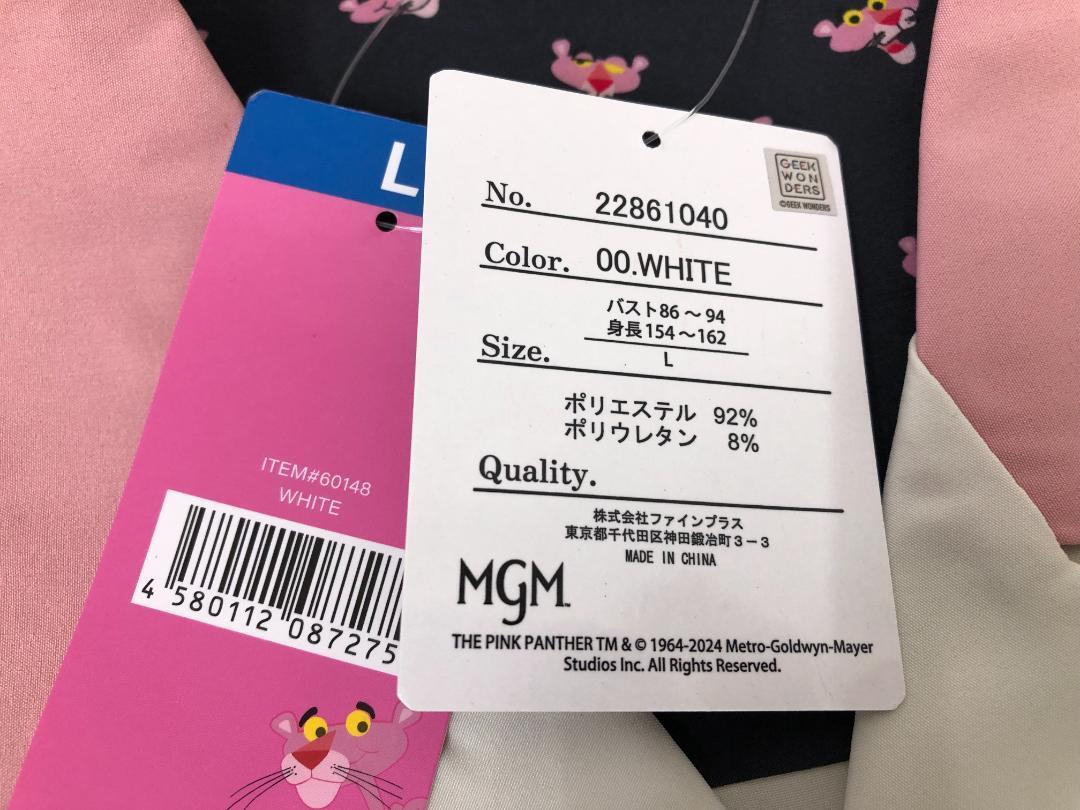 L
ITEM#60148
WHITE
4 580112 087275
GEEK
WON
DERS
©GEEK WONDERS
No. 22861040
Color. 00.WHITE
バスト86～94
身長154～162
Size. L
ポリエステル 92%
ポリウレタン 8%
Quality.
株式会社ファインプラス
東京都千代田区神田鍛冶町3－3
MADE IN CHINA
MGM™
THE PINK PANTHER TM & © 1964-2024 Metro-Goldwyn-Mayer
Studios Inc. All Rights Reserved.